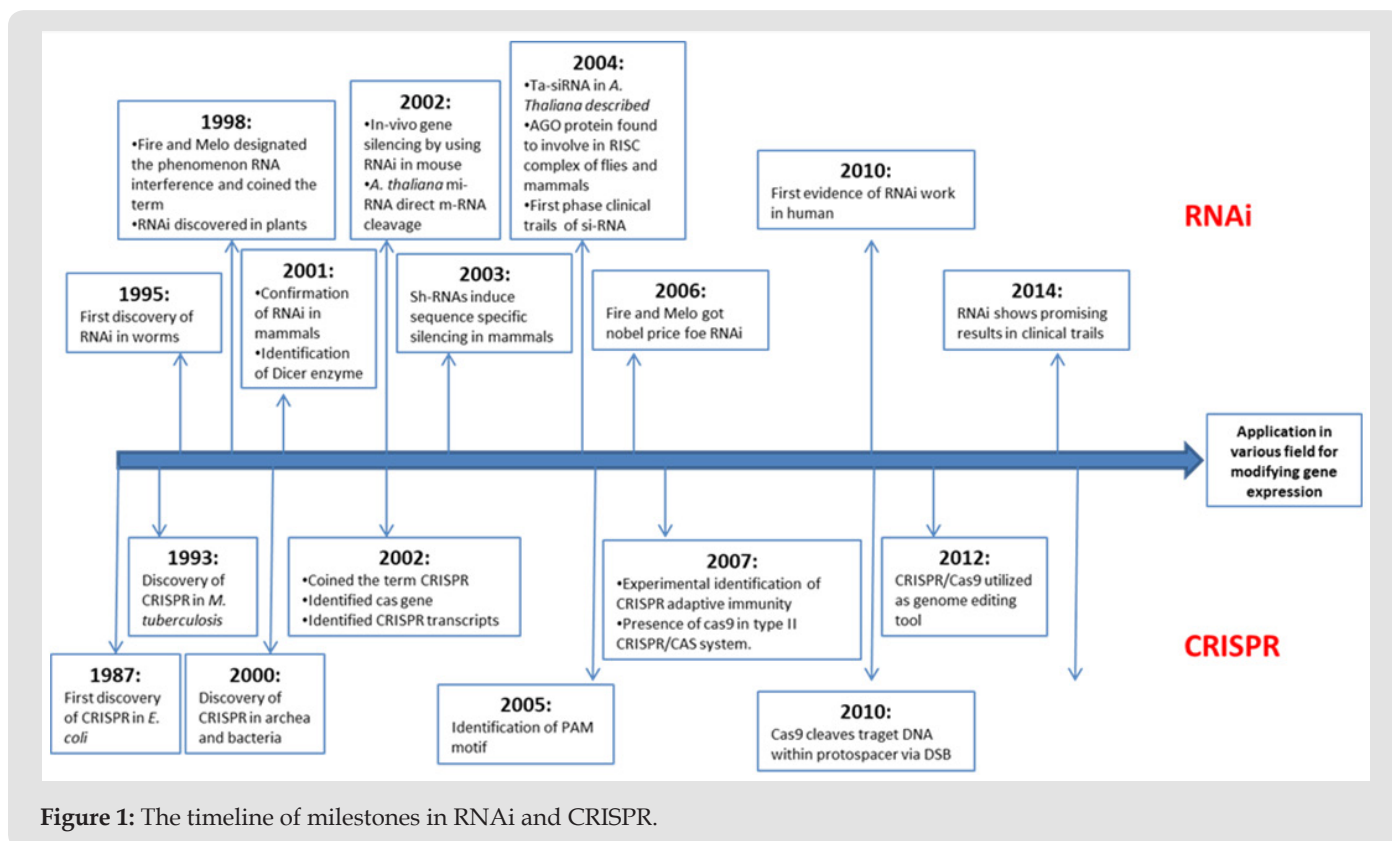 1998:
•Fire and Melo designated
the phenomenon RNA
interference and coined the
term
•RNAi discovered in plants
2002:
•In-vivo gene
silencing by using
RNAi in mouse
•A. thaliana mi-
RNA direct m-RNA
cleavage
2004:
•Ta-siRNA in A.
Thaliana described
•AGO protein found
to involve in RISC
complex of flies and
mammals
•First phase clinical
trails of si-RNA
2010:
First evidence of RNAi work
in human
RNAi
1995:
First discovery of
RNAi in worms
2001:
•Confirmation
of RNAi in
mammals
•Identification
of Dicer enzyme
2003:
Sh-RNAs induce
sequence specific
silencing in mammals
2006:
Fire and Melo got
nobel price foe RNAi
2014:
RNAi shows promising
results in clinical trails
Application in
various field for
modifying gene
expression
1993:
Discovery of
CRISPR in M.
tuberculosis
2002:
•Coined the term CRISPR
•Identified cas gene
•Identified CRISPR transcripts
2007:
•Experimental identification of
CRISPR adaptive immunity
•Presence of cas9 in type II
CRISPR/CAS system.
2012:
CRISPR/Cas9 utilized
as genome editing
tool
CRISPR
1987:
First discovery
of CRISPR in E.
coli
2000:
Discovery of
CRISPR in archea
and bacteria
2005:
Identification of PAM
motif
2010:
Cas9 cleaves traget DNA
within protospacer via DSB
Figure 1: The timeline of milestones in RNAi and CRISPR.